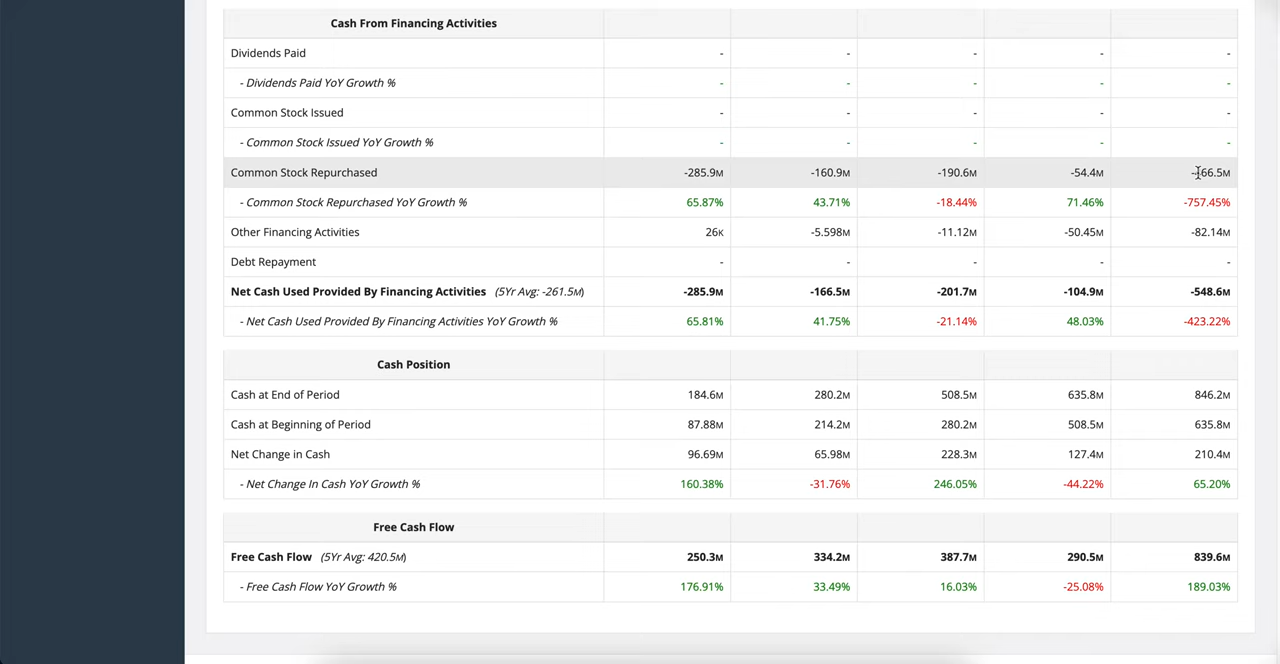 Cash From Financing Activities
Dividends Paid - - - - -
- Dividends Paid YoY Growth % - - - - -
Common Stock Issued - - - - -
- Common Stock Issued YoY Growth % - - - - -
Common Stock Repurchased -285.9M -160.9M -190.6M -54.4M 66.5M
- Common Stock Repurchased YoY Growth % 65.87% 43.71% -18.44% 71.46% -757.45%
Other Financing Activities 26K -5.598M -11.12M -50.45M -82.14M
Debt Repayment - - - - -
Net Cash Used Provided By Financing Activities (5Yr Avg: -261.5M) -285.9M -166.5M -201.7M -104.9M -548.6M
- Net Cash Used Provided By Financing Activities YoY Growth % 65.81% 41.75% -21.14% 48.03% -423.22%
Cash Position
Cash at End of Period 184.6M 280.2M 508.5M 635.8M 846.2M
Cash at Beginning of Period 87.88M 214.2M 280.2M 508.5M 635.8M
Net Change in Cash 96.69M 65.98M 228.3M 127.4M 210.4M
- Net Change In Cash YoY Growth % 160.38% -31.76% 246.05% -44.22% 65.20%
Free Cash Flow
Free Cash Flow (5Yr Avg: 420.5M) 250.3M 334.2M 387.7M 290.5M 839.6M
- Free Cash Flow YoY Growth % 176.91% 33.49% 16.03% -25.08% 189.03%